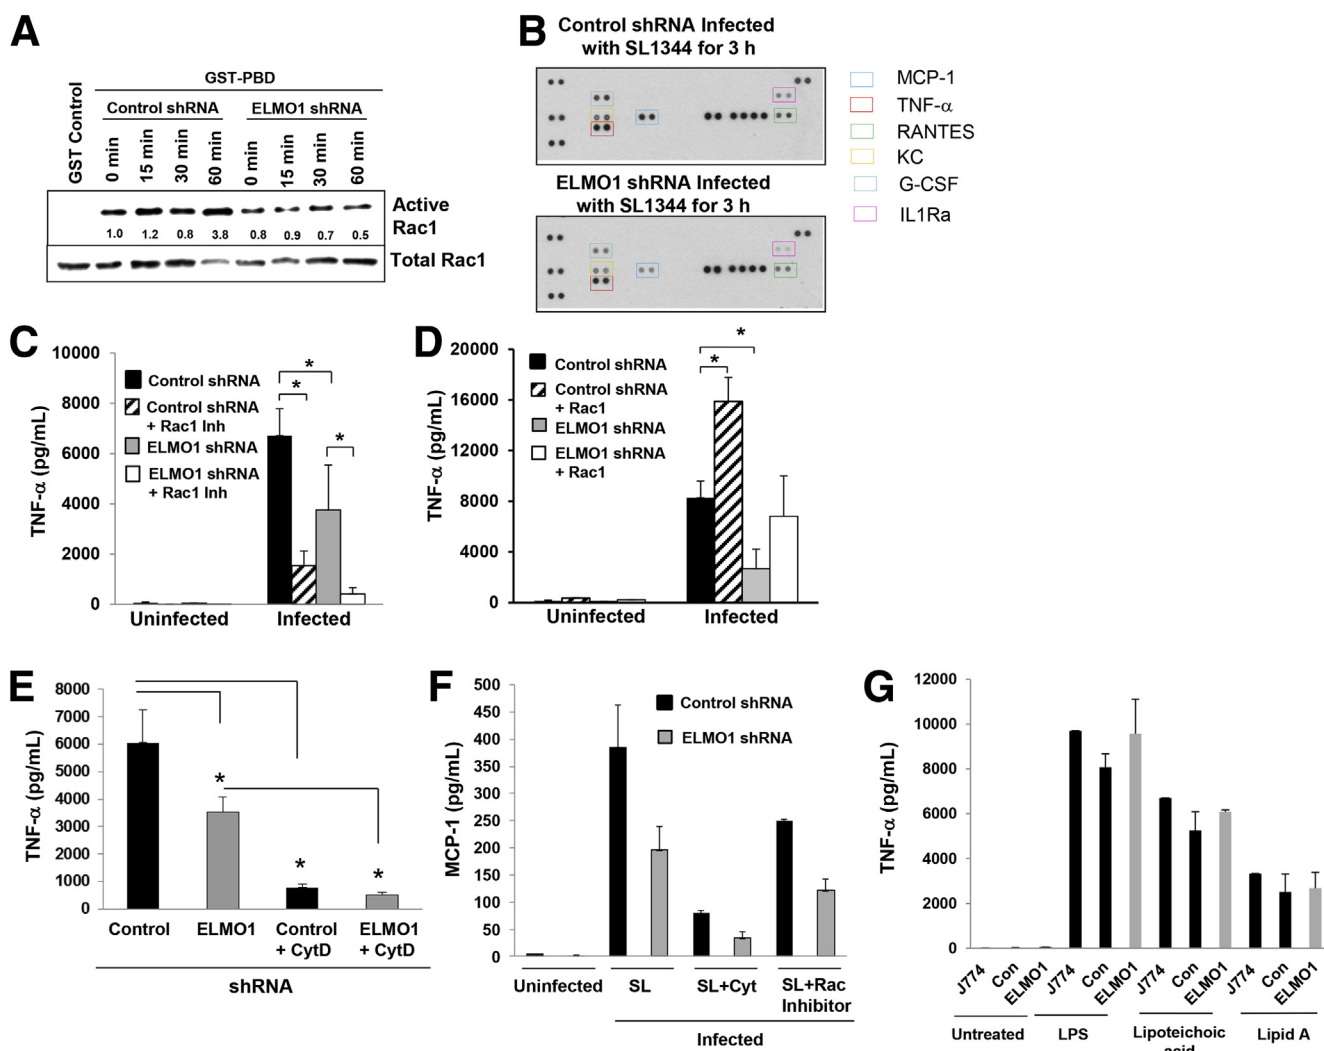 A
GST-PBD
Control shRNA ELMO1 shRNA
GST Control
0 min
15 min
30 min
60 min
0 min
15 min
30 min
60 min
Active
Rac1
1.0 1.2 0.8 3.8 0.8 0.9 0.7 0.5
Total Rac1
B
Control shRNA Infected
with SL1344 for 3 h
ELMO1 shRNA Infected
with SL1344 for 3 h
MCP-1
TNF-α
RANTES
KC
G-CSF
IL1Ra
C
TNF-α (pg/mL)
10000
8000
6000
4000
2000
0
Control shRNA
Control shRNA
+ Rac1 Inh
ELMO1 shRNA
ELMO1 shRNA
+ Rac1 Inh
*
*
*
Uninfected Infected
D
TNF-α (pg/mL)
20000
16000
12000
8000
4000
0
Control shRNA
Control shRNA
+ Rac1
ELMO1 shRNA
ELMO1 shRNA
+ Rac1
*
*
Uninfected Infected
E
TNF-α (pg/mL)
8000
7000
6000
5000
4000
3000
2000
1000
0
*
*
*
Control ELMO1 Control ELMO1
+ CytD + CytD
shRNA
F
MCP-1 (pg/mL)
500
450
400
350
300
250
200
150
100
50
0
Control shRNA
ELMO1 shRNA
Uninfected SL SL+Cyt SL+Rac
Inhibitor
Infected
G
TNF-α (pg/mL)
12000
10000
8000
6000
4000
2000
0
J774
Con
ELMO1
J774
Con
ELMO1
J774
Con
ELMO1
J774
Con
ELMO1
Untreated LPS Lipoteichoic Lipid A